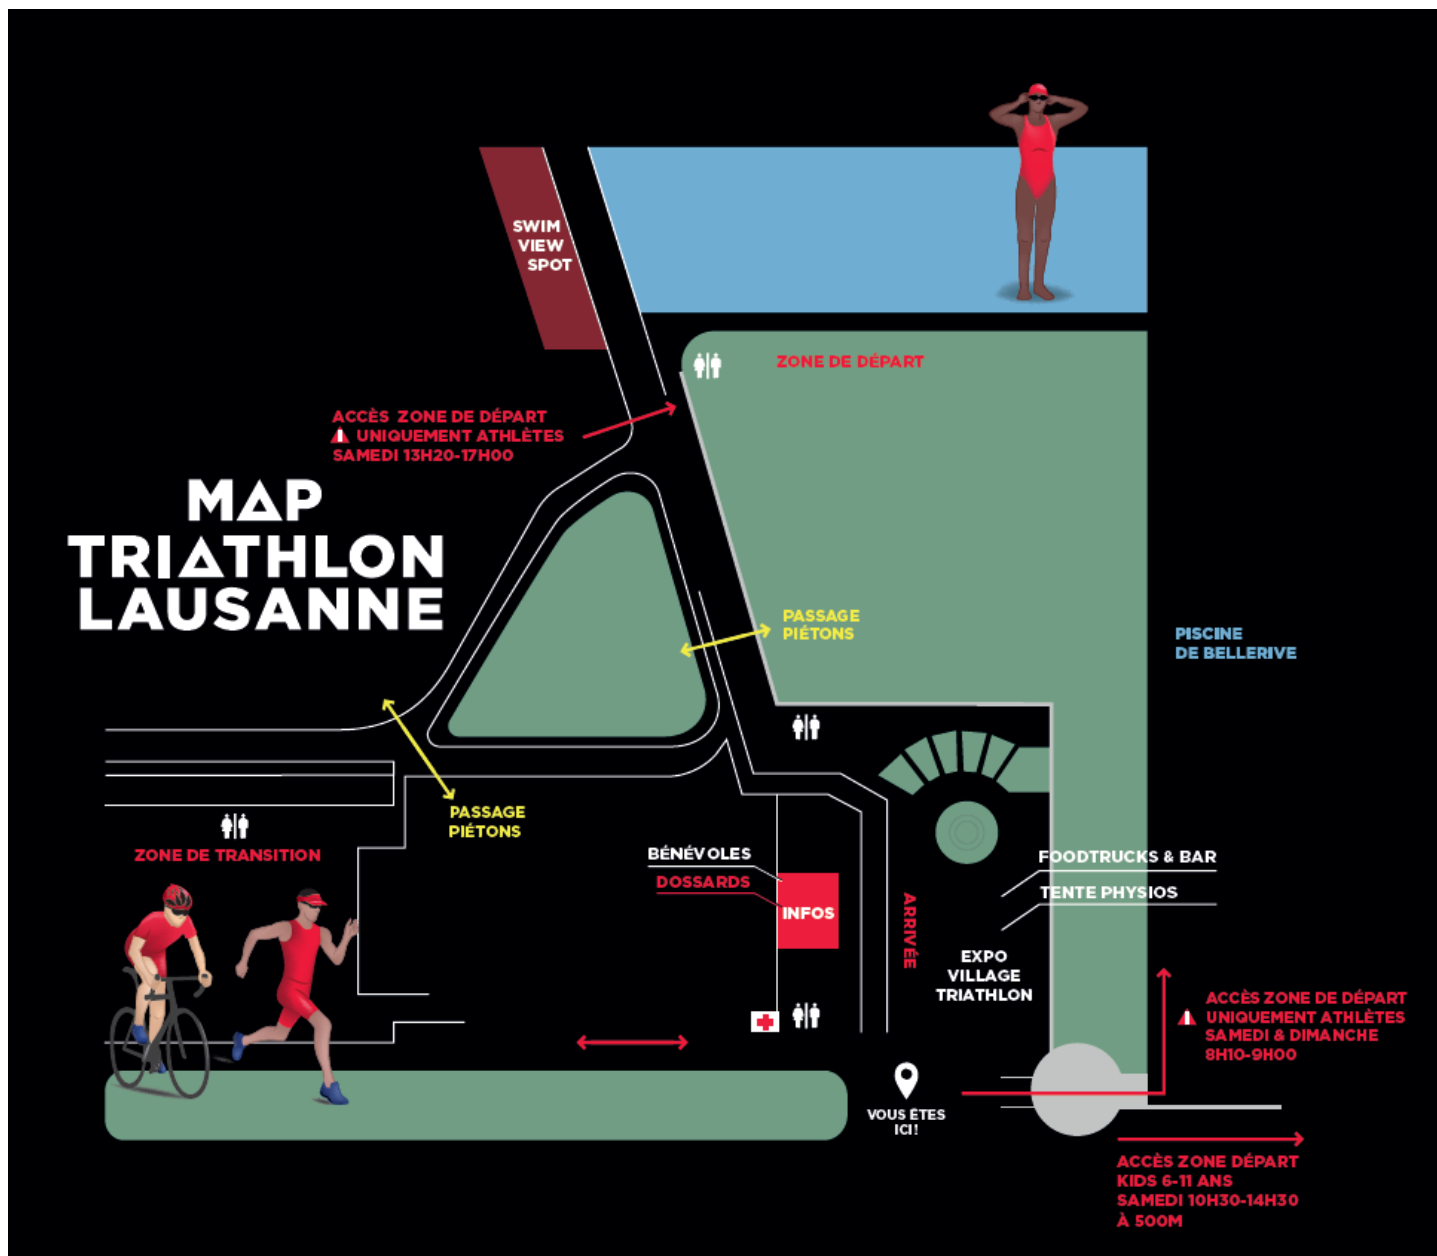 SWIM
VIEW
SPOT
ZONE DE DÉPART
ACCÈS ZONE DE DÉPART
UNIQUEMENT ATHLÈTES
SAMEDI 13H20-17H00
MAP
TRIATHLON
LAUSANNE
PASSAGE
PIÉTONS
PISCINE
DE BELLERIVE
PASSAGE
PIÉTONS
ZONE DE TRANSITION
BÉNÉVOLES
DOSSARDS
INFOS
ARRIVÉE
FOODTRUCKS & BAR
TENTE PHYSIOS
EXPO
VILLAGE
TRIATHLON
ACCÈS ZONE DE DÉPART
UNIQUEMENT ATHLÈTES
SAMEDI & DIMANCHE
8H10-9H00
VOUS ÊTES
ICI!
ACCÈS ZONE DÉPART
KIDS 6-11 ANS
SAMEDI 10H30-14H30
À 500M